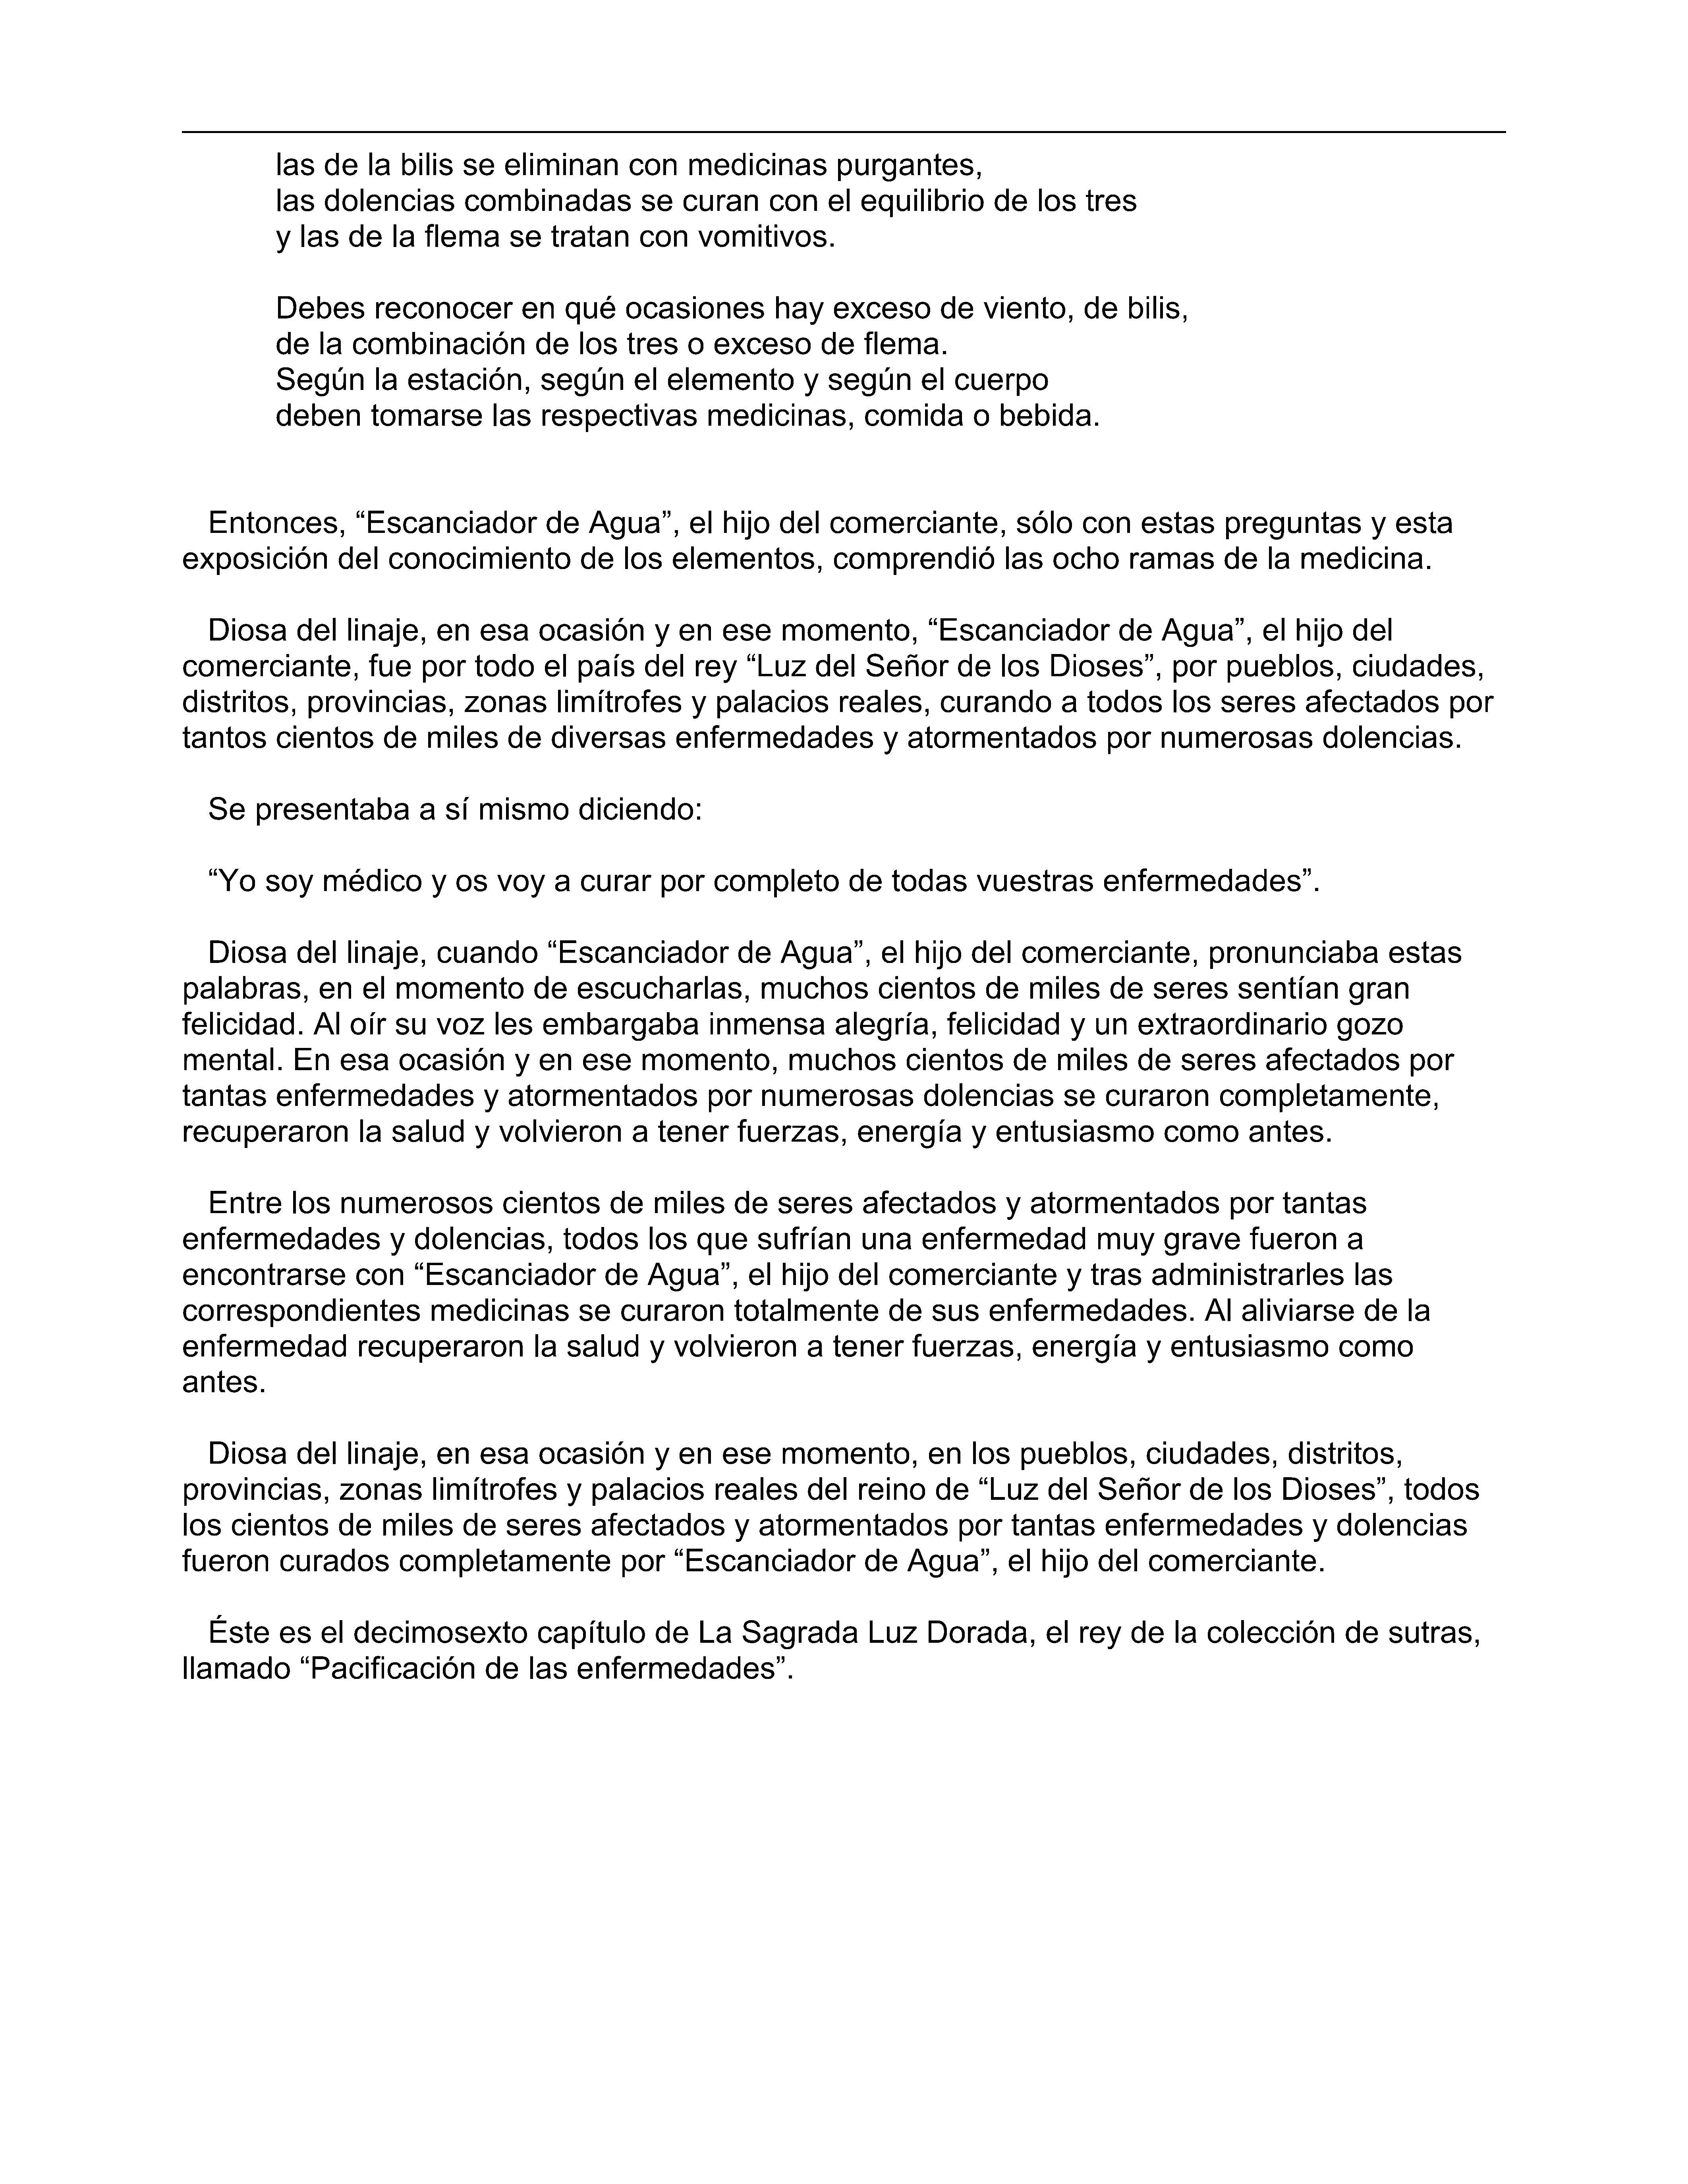 las de la bilis se eliminan con medicinas purgantes,
las dolencias combinadas se curan con el equilibrio de los tres
y las de la flema se tratan con vomitivos.
Debes reconocer en qué ocasiones hay exceso de viento, de bilis,
de la combinación de los tres o exceso de flema.
Según la estación, según el elemento y según el cuerpo
deben tomarse las respectivas medicinas, comida o bebida.
Entonces, “Escanciador de Agua”, el hijo del comerciante, sólo con estas preguntas y esta
exposición del conocimiento de los elementos, comprendió las ocho ramas de la medicina.
Diosa del linaje, en esa ocasión y en ese momento, “Escanciador de Agua”, el hijo del
comerciante, fue por todo el país del rey “Luz del Señor de los Dioses”, por pueblos, ciudades,
distritos, provincias, zonas limítrofes y palacios reales, curando a todos los seres afectados por
tantos cientos de miles de diversas enfermedades y atormentados por numerosas dolencias.
Se presentaba a sí mismo diciendo:
“Yo soy médico y os voy a curar por completo de todas vuestras enfermedades”.
Diosa del linaje, cuando “Escanciador de Agua”, el hijo del comerciante, pronunciaba estas
palabras, en el momento de escucharlas, muchos cientos de miles de seres sentían gran
felicidad. Al oír su voz les embargaba inmensa alegría, felicidad y un extraordinario gozo
mental. En esa ocasión y en ese momento, muchos cientos de miles de seres afectados por
tantas enfermedades y atormentados por numerosas dolencias se curaron completamente,
recuperaron la salud y volvieron a tener fuerzas, energía y entusiasmo como antes.
Entre los numerosos cientos de miles de seres afectados y atormentados por tantas
enfermedades y dolencias, todos los que sufrían una enfermedad muy grave fueron a
encontrarse con “Escanciador de Agua”, el hijo del comerciante y tras administrarles las
correspondientes medicinas se curaron totalmente de sus enfermedades. Al aliviarse de la
enfermedad recuperaron la salud y volvieron a tener fuerzas, energía y entusiasmo como
antes.
Diosa del linaje, en esa ocasión y en ese momento, en los pueblos, ciudades, distritos,
provincias, zonas limítrofes y palacios reales del reino de “Luz del Señor de los Dioses”, todos
los cientos de miles de seres afectados y atormentados por tantas enfermedades y dolencias
fueron curados completamente por “Escanciador de Agua”, el hijo del comerciante.
Éste es el decimosexto capítulo de La Sagrada Luz Dorada, el rey de la colección de sutras,
llamado “Pacificación de las enfermedades”.